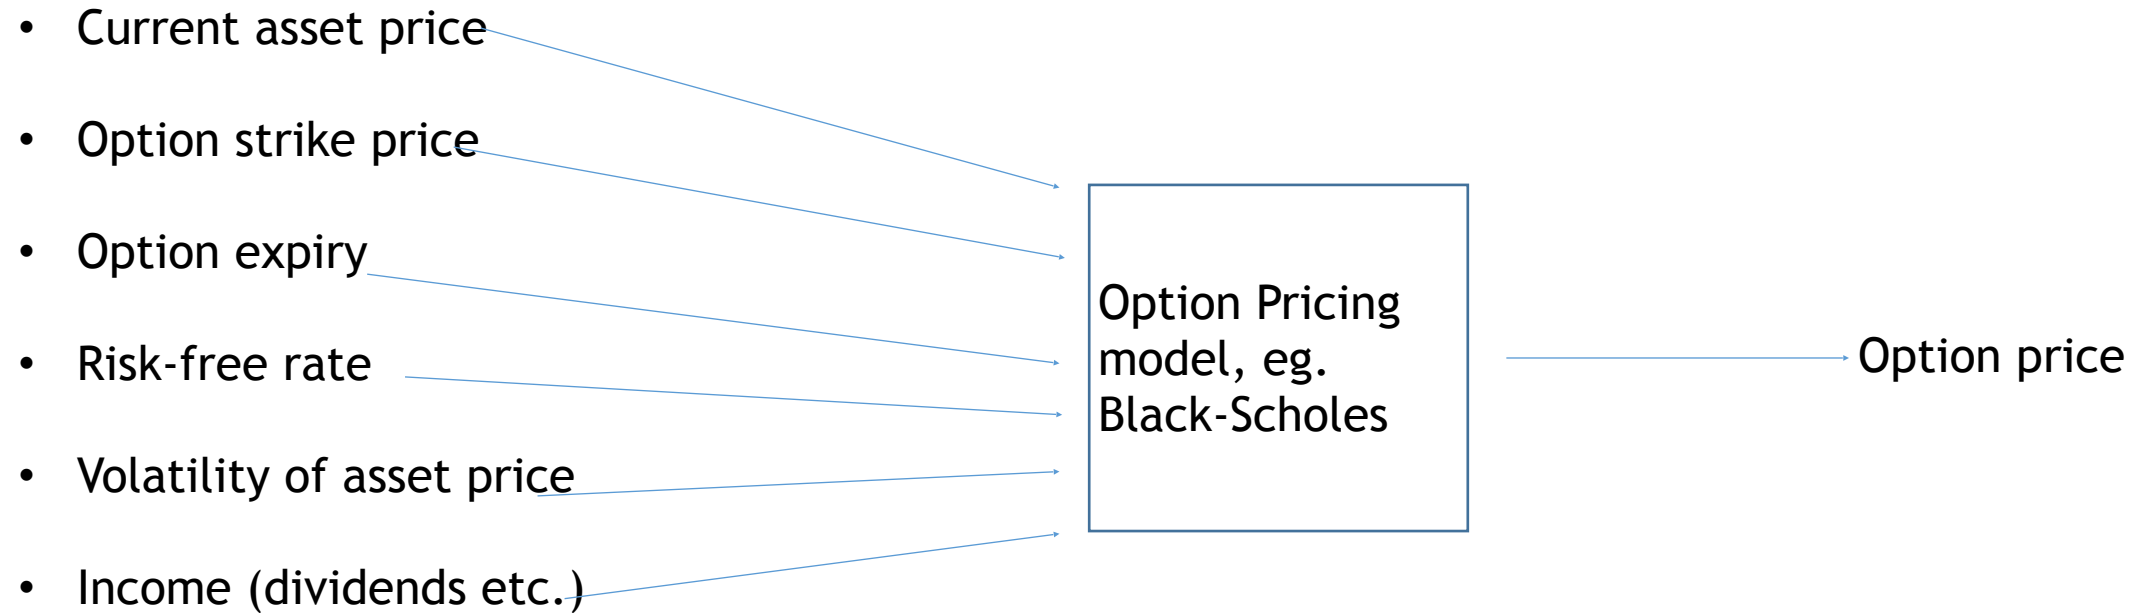 • Current asset price
• Option strike price
• Option expiry
• Risk-free rate
• Volatility of asset price
• Income (dividends etc.)
Option Pricing
model, eg.
Black-Scholes
Option price